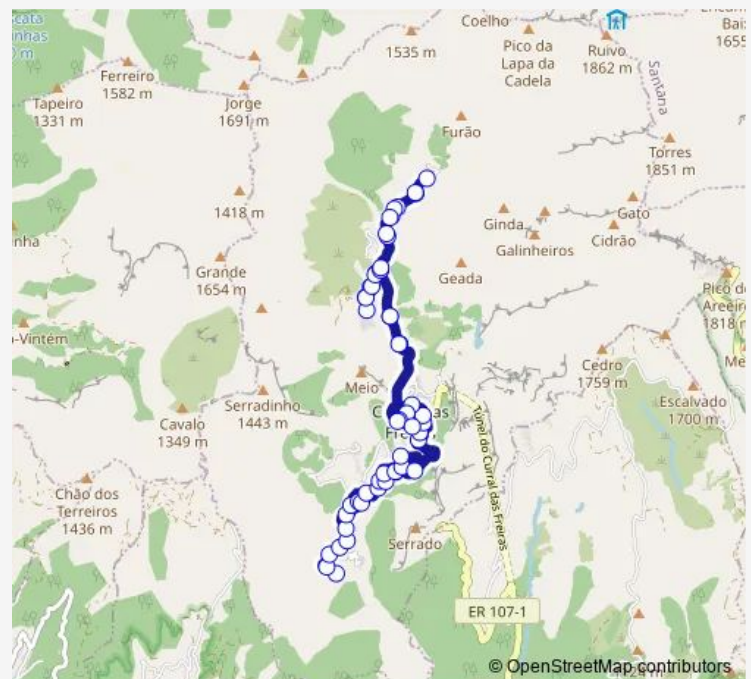 Coelho
Pico da
Lapa da
Cadela
Ruivo
1862 m
Santana
1535 m
Ferreiro
1582 m
Tapeiro
1331 m
Jorge
1691 m
Furão
Torres
1851 m
1418 m
Ginda
Galinheiros
Gato
Cidrão
Grande
1654 m
Geada
1818 m
o-Vintém
Meio
Cedro
1759 m
Escalvado
1700 m
Serradinho
1443 m
Cavalo
1349 m
Túnel do Curral das Freiras
Chão dos
Terreiros
1436 m
Serrado
ER 107-1
© OpenStreetMap contributors